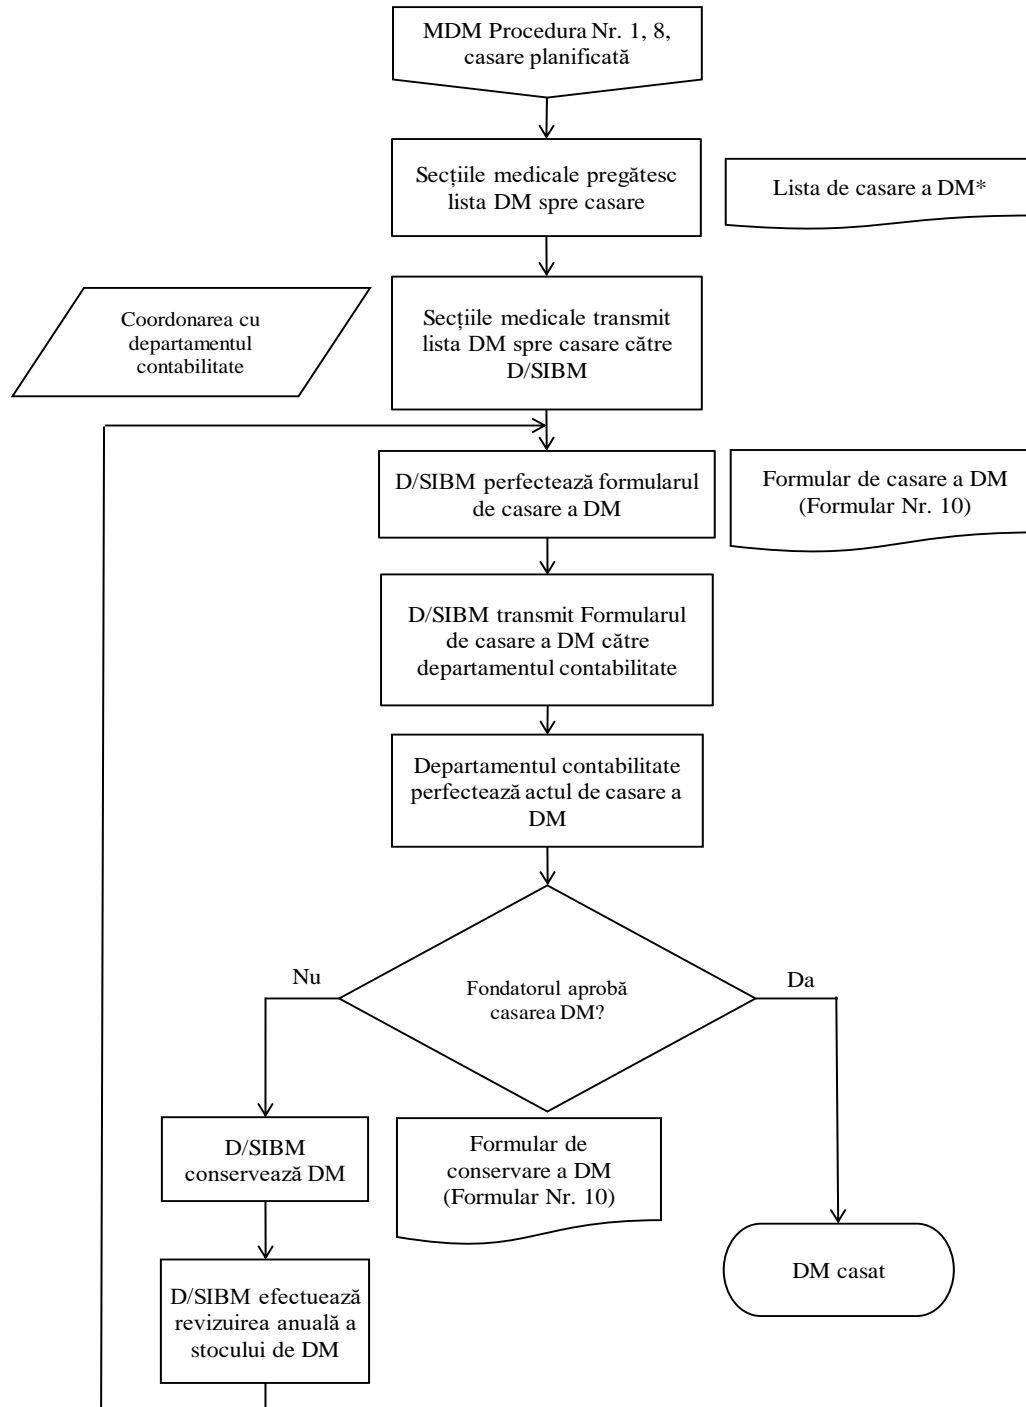 MDM Procedura Nr. 1, 8,
casare planificată
Secțiile medicale pregătesc
lista DM spre casare
Lista de casare a DM*
Coordonarea cu
departamentul
contabilitate
Secțiile medicale transmit
lista DM spre casare către
D/SIBM
D/SIBM perfectează formularul
de casare a DM
Formular de casare a DM
(Formular Nr. 10)
D/SIBM transmit Formularul
de casare a DM către
departamentul contabilitate
Departamentul contabilitate
perfectează actul de casare a
DM
Nu
Fondatorul aprobă
casarea DM?
Da
D/SIBM
conservează DM
Formular de
conservare a DM
(Formular Nr. 10)
DM casat
D/SIBM efectuează
revizuirea anuală a
stocului de DM